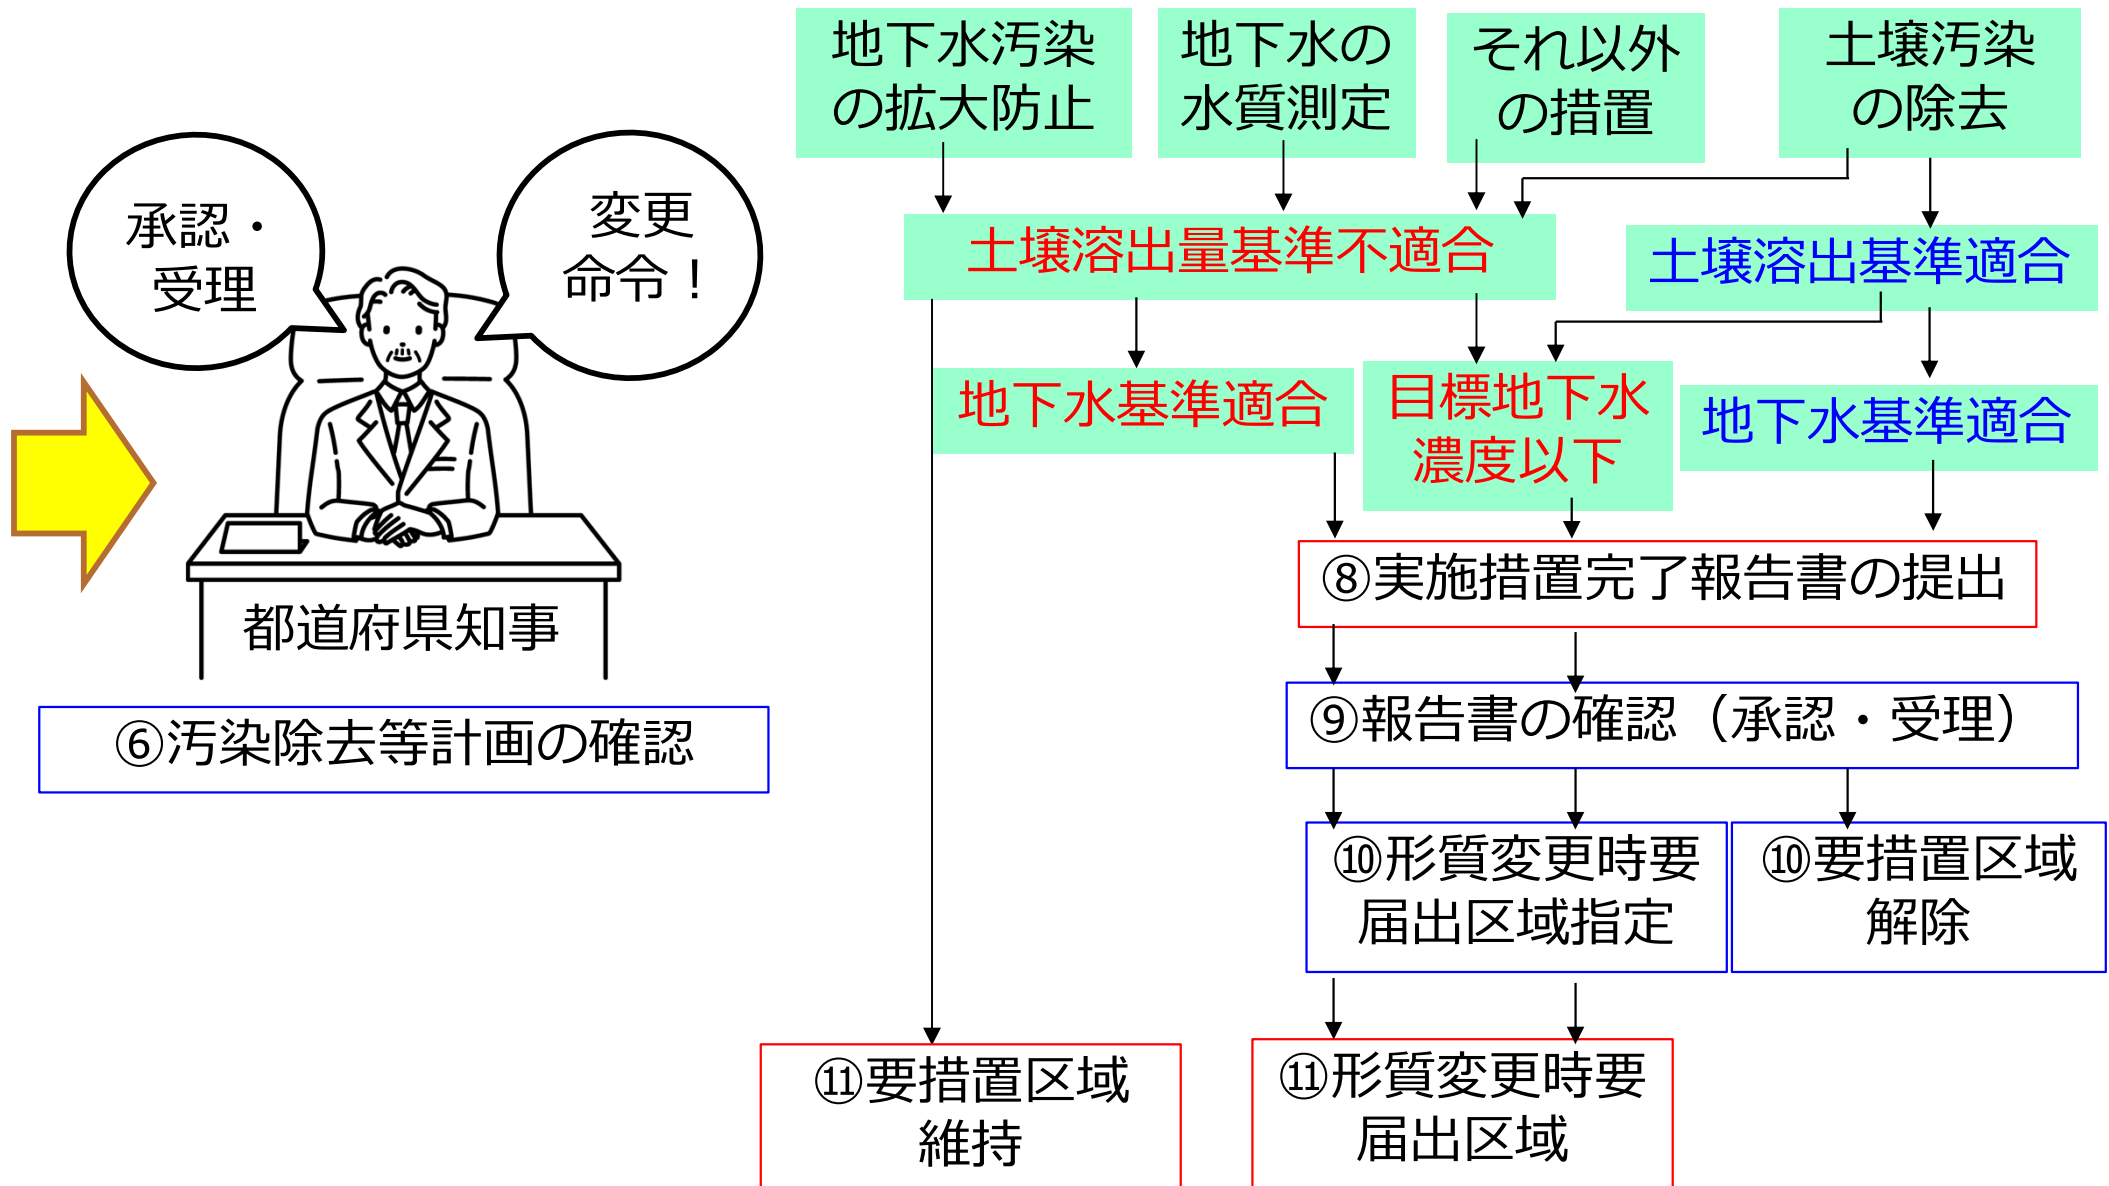 承認・
受理
変更
命令！
都道府県知事
⑥汚染除去等計画の確認
地下水汚染
の拡大防止
地下水の
水質測定
それ以外
の措置
土壌汚染
の除去
土壌溶出量基準不適合
土壌溶出基準適合
地下水基準適合
目標地下水
濃度以下
地下水基準適合
⑧実施措置完了報告書の提出
⑨報告書の確認（承認・受理）
⑩形質変更時要
届出区域指定
⑩要措置区域
解除
⑪要措置区域
維持
⑪形質変更時要
届出区域